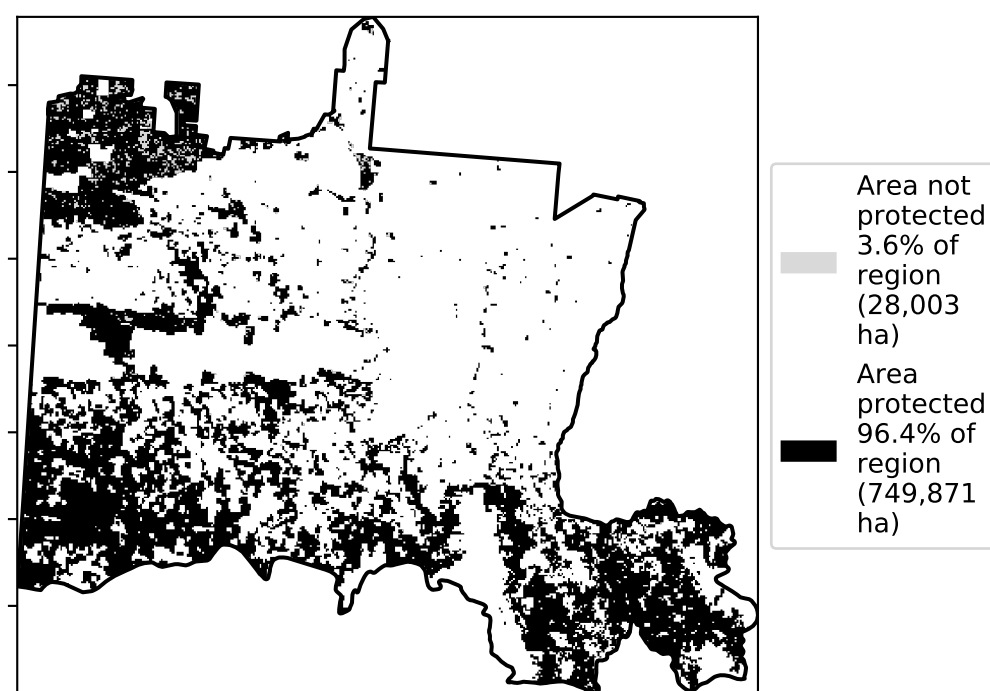 Area not
protected
3.6% of
region
(28,003
ha)
Area
protected
96.4% of
region
(749,871
ha)